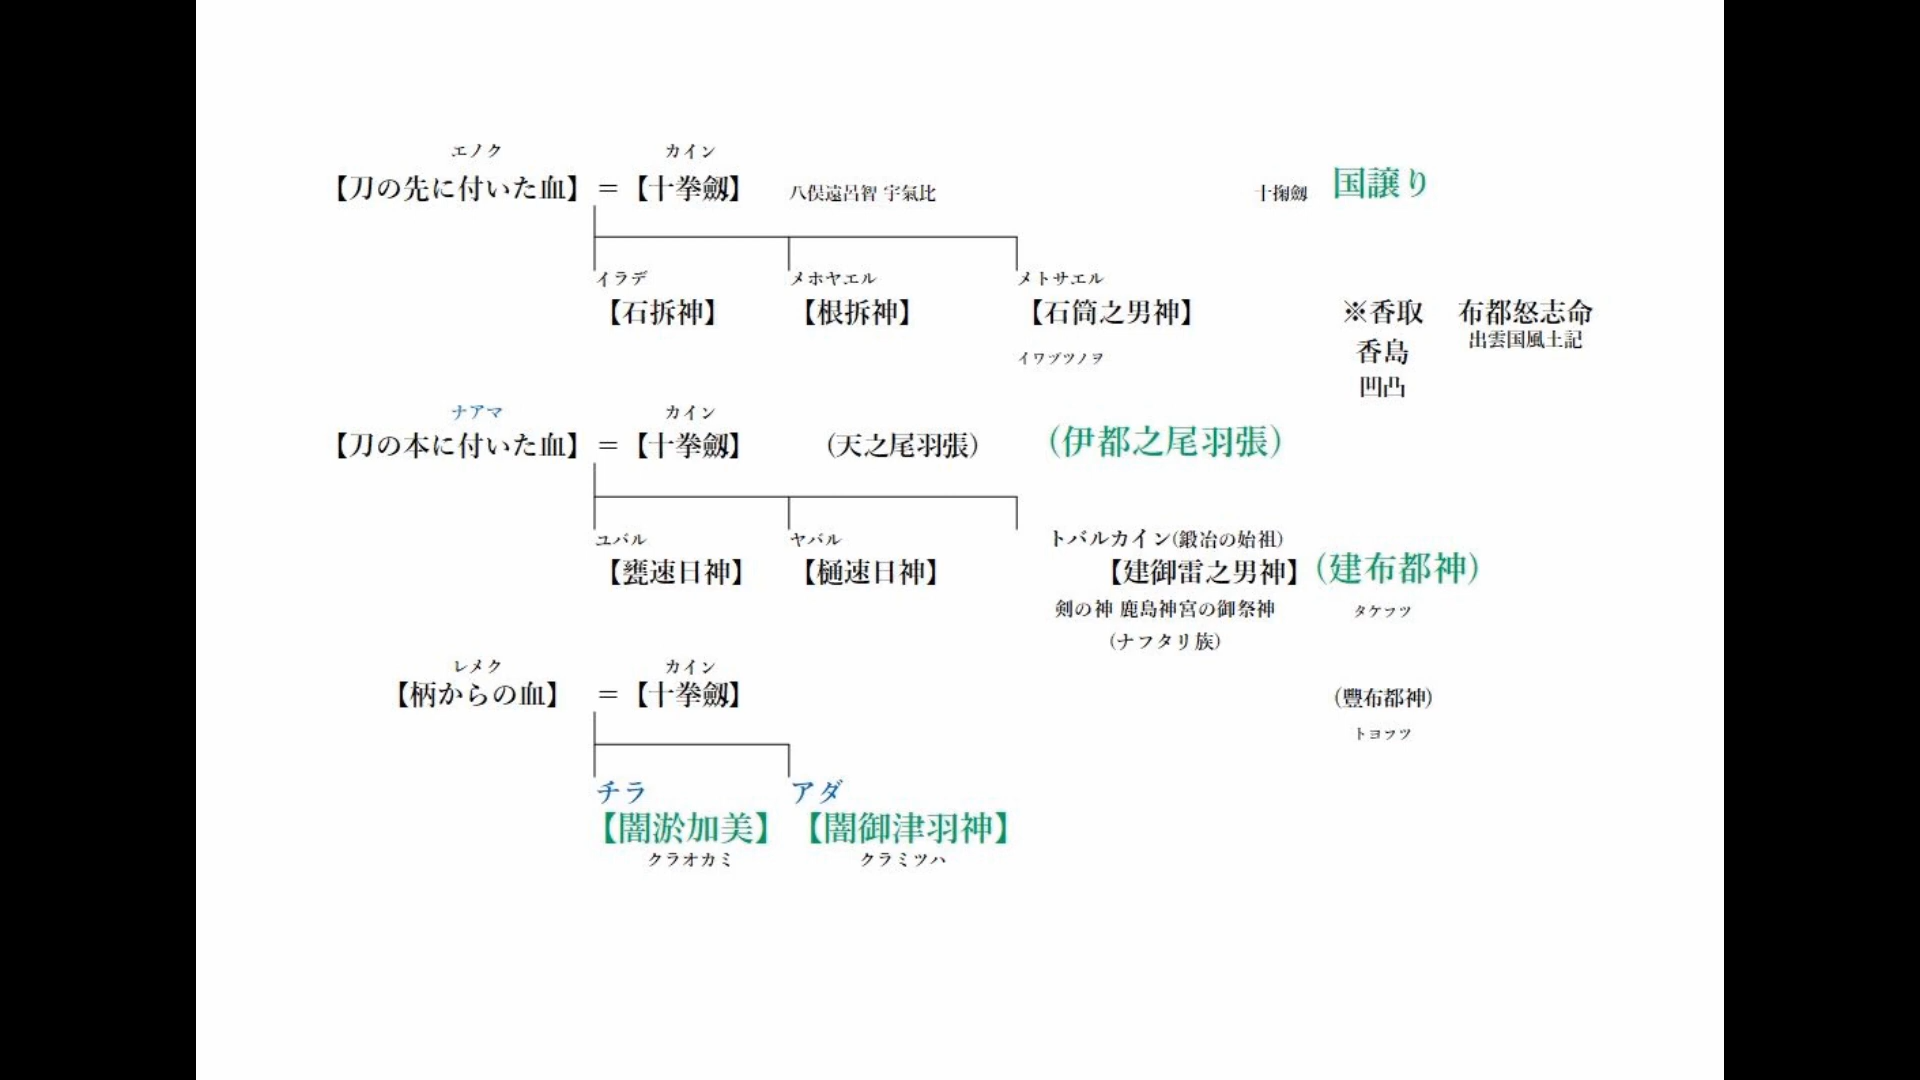 エノク カイン
【刀の先に付いた血】 ＝ 【十拳劔】 八俣遠呂智 宇氣比 十掬劔 国譲り
イラデ メホヤエル メトサエル
【石拆神】 【根拆神】 【石筒之男神】 ※香取 布都怒志命
出雲国風土記
香島
イワヅツノヲ
凹凸
ナアマ カイン
【刀の本に付いた血】 ＝ 【十拳劔】 （天之尾羽張） （伊都之尾羽張）
ユバル ヤバル トバルカイン(鍛冶の始祖)
【甕速日神】 【樋速日神】 【建御雷之男神】 （建布都神）
剣の神 鹿島神宮の御祭神 タケフツ
(ナフタリ族)
レメク カイン
【柄からの血】 ＝ 【十拳劔】 （豐布都神）
トヨフツ
チラ アダ
【闇淤加美】 【闇御津羽神】
クラオカミ クラミツハ